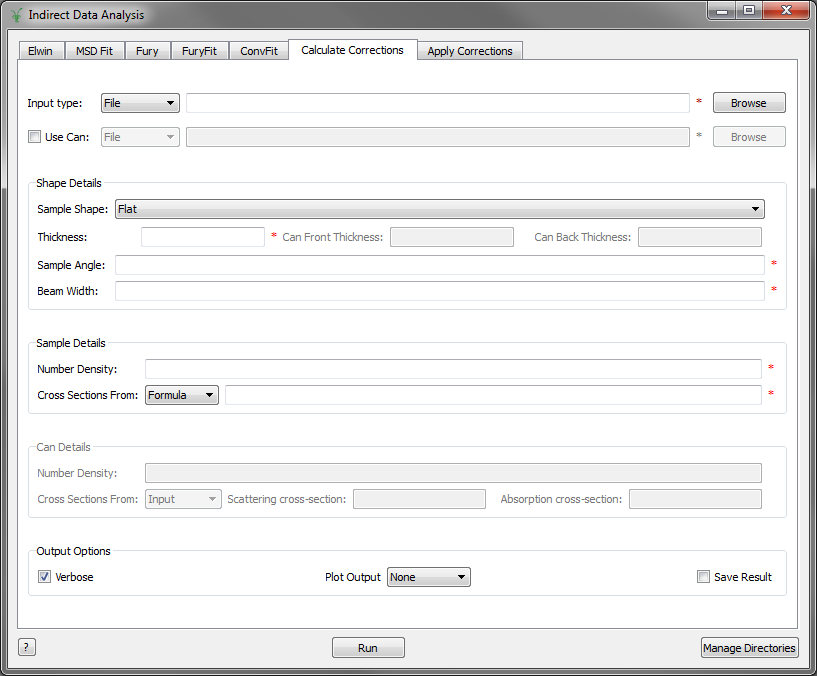 Indirect Data Analysis
Elwin MSD Fit Fury FuryFit ConvFit Calculate Corrections Apply Corrections
Input type: File * Browse
Use Can: File * Browse
Shape Details
Sample Shape: Flat
Thickness: * Can Front Thickness: Can Back Thickness:
Sample Angle: *
Beam Width: *
Sample Details
Number Density: *
Cross Sections From: Formula *
Can Details
Number Density:
Cross Sections From: Input Scattering cross-section: Absorption cross-section:
Output Options
Verbose Plot Output None Save Result
? Run Manage Directories